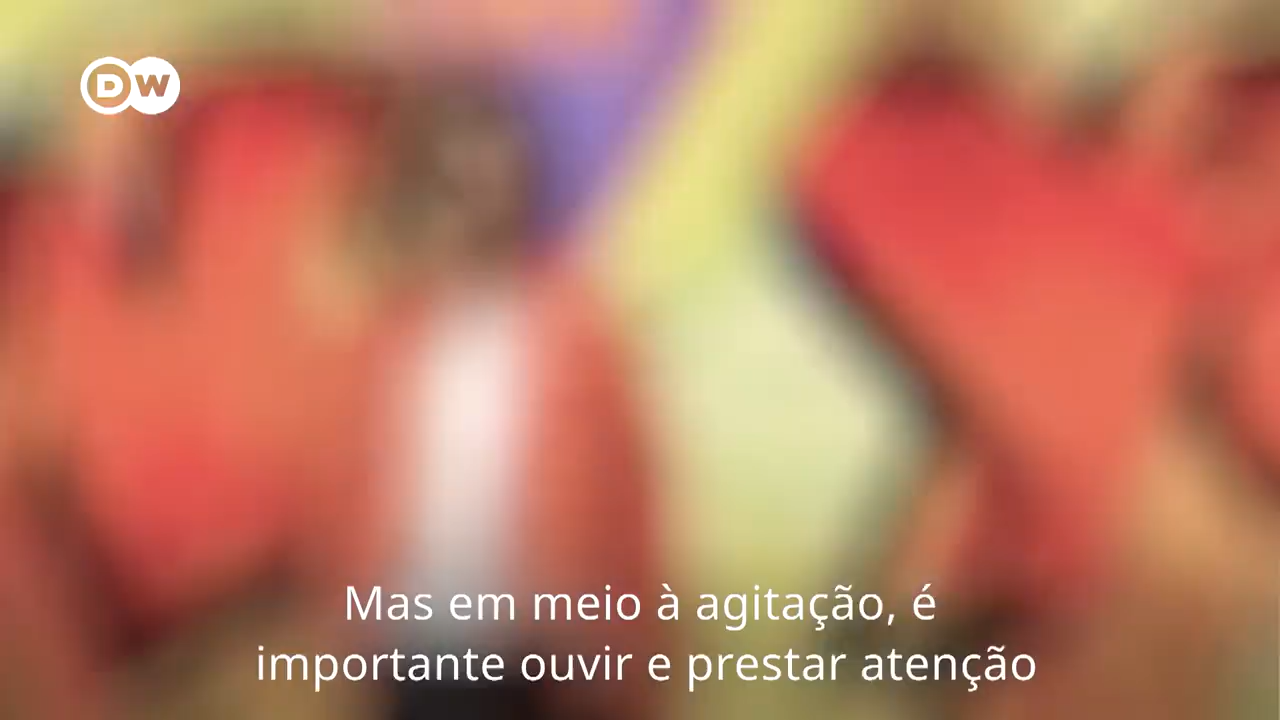 DW
Mas em meio à agitação, é
importante ouvir e prestar atenção